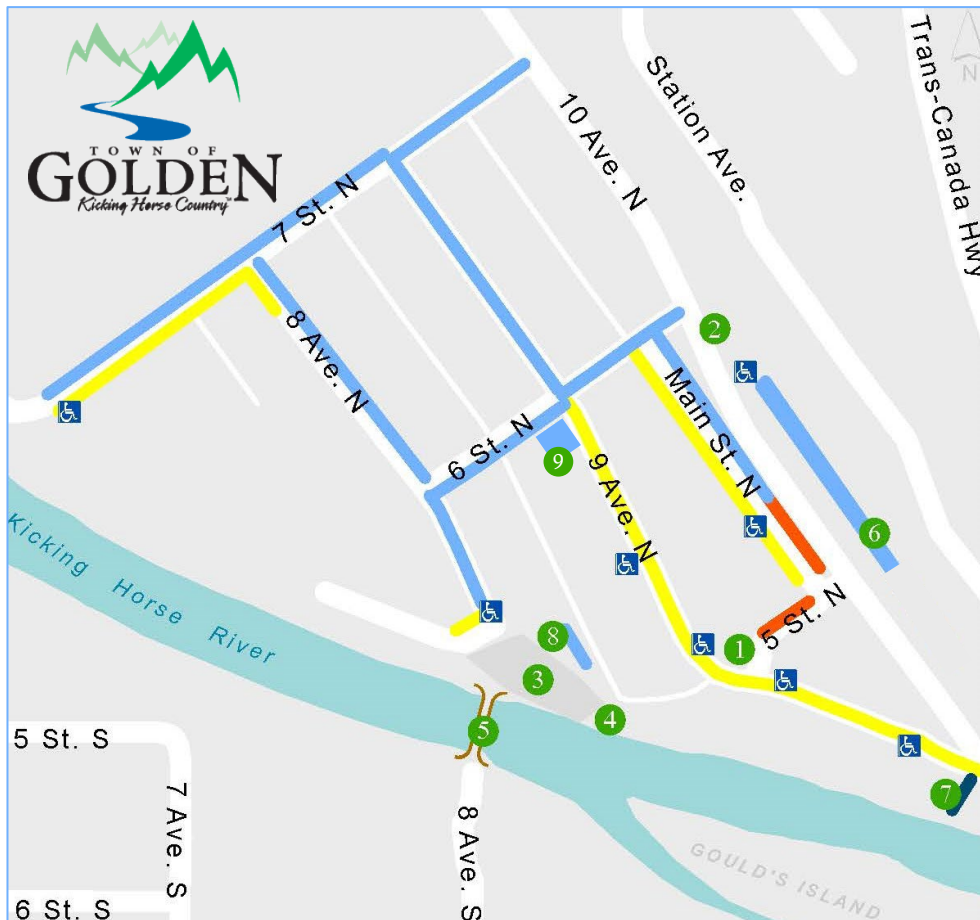 TOWN OF
GOLDEN
Kicking Horse Country
7 St. N
10 Ave. N
Station Ave.
Trans-Canada Hwy
N
8 Ave. N
6 St. N
Main St. N
9 Ave. N
5 St. N
2
9
6
8
1
3
4
5
7
Kicking Horse River
5 St. S
7 Ave. S
8 Ave. S
6 St. S
GOULD'S ISLAND